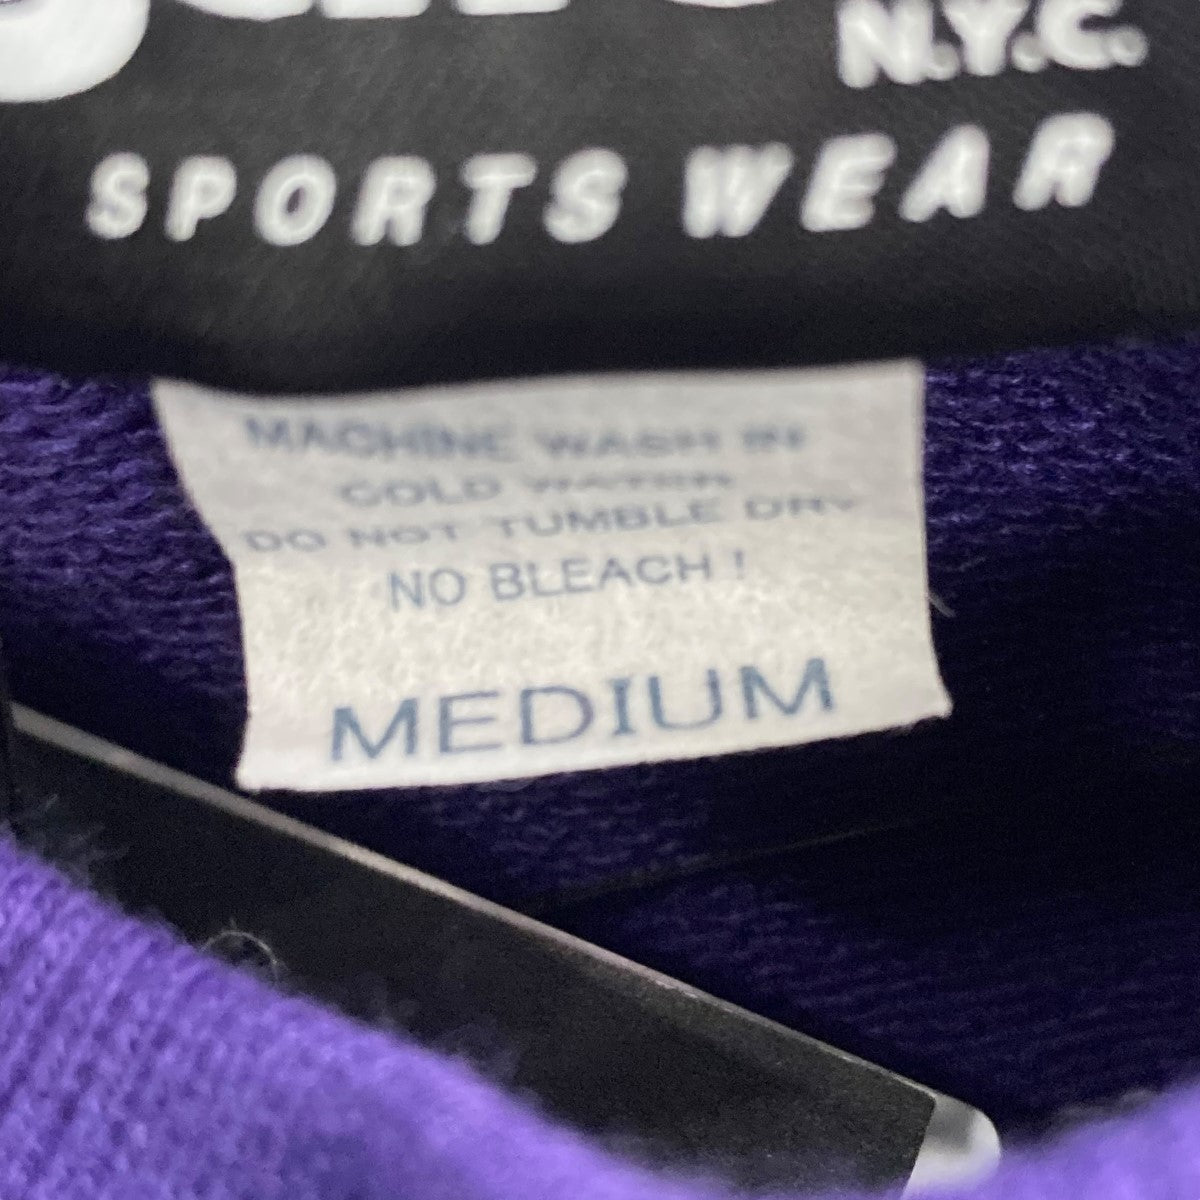 N.Y.C.
SPORTS WEAR
MACHINE WASH IN
COLD WATER
DO NOT TUMBLE DRY
NO BLEACH !
MEDIUM